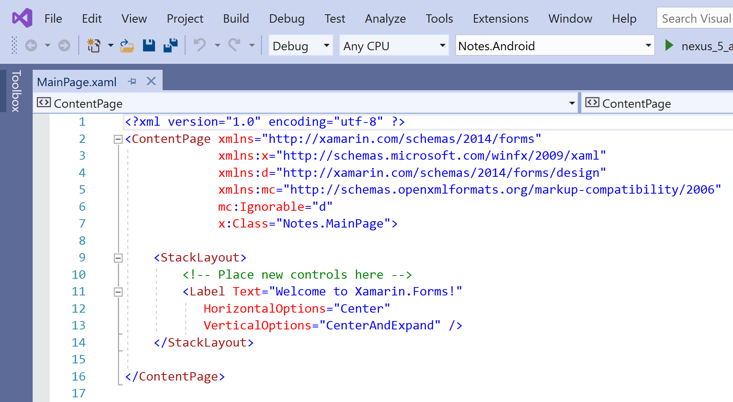 File Edit View Project Build Debug Test Analyze Tools Extensions Window Help Search Visual
Debug Any CPU Notes.Android nexus_5_a
Toolbox
MainPage.xaml
ContentPage ContentPage
1 <?xml version="1.0" encoding="utf-8" ?>
2 <ContentPage xmlns="http://xamarin.com/schemas/2014/forms"
3 xmlns:x="http://schemas.microsoft.com/winfx/2009/xaml"
4 xmlns:d="http://xamarin.com/schemas/2014/forms/design"
5 xmlns:mc="http://schemas.openxmlformats.org/markup-compatibility/2006"
6 mc:Ignorable="d"
7 x:Class="Notes.MainPage">
8
9 <StackLayout>
10 <!-- Place new controls here -->
11 <Label Text="Welcome to Xamarin.Forms!"
12 HorizontalOptions="Center"
13 VerticalOptions="CenterAndExpand" />
14 </StackLayout>
15
16 </ContentPage>
17